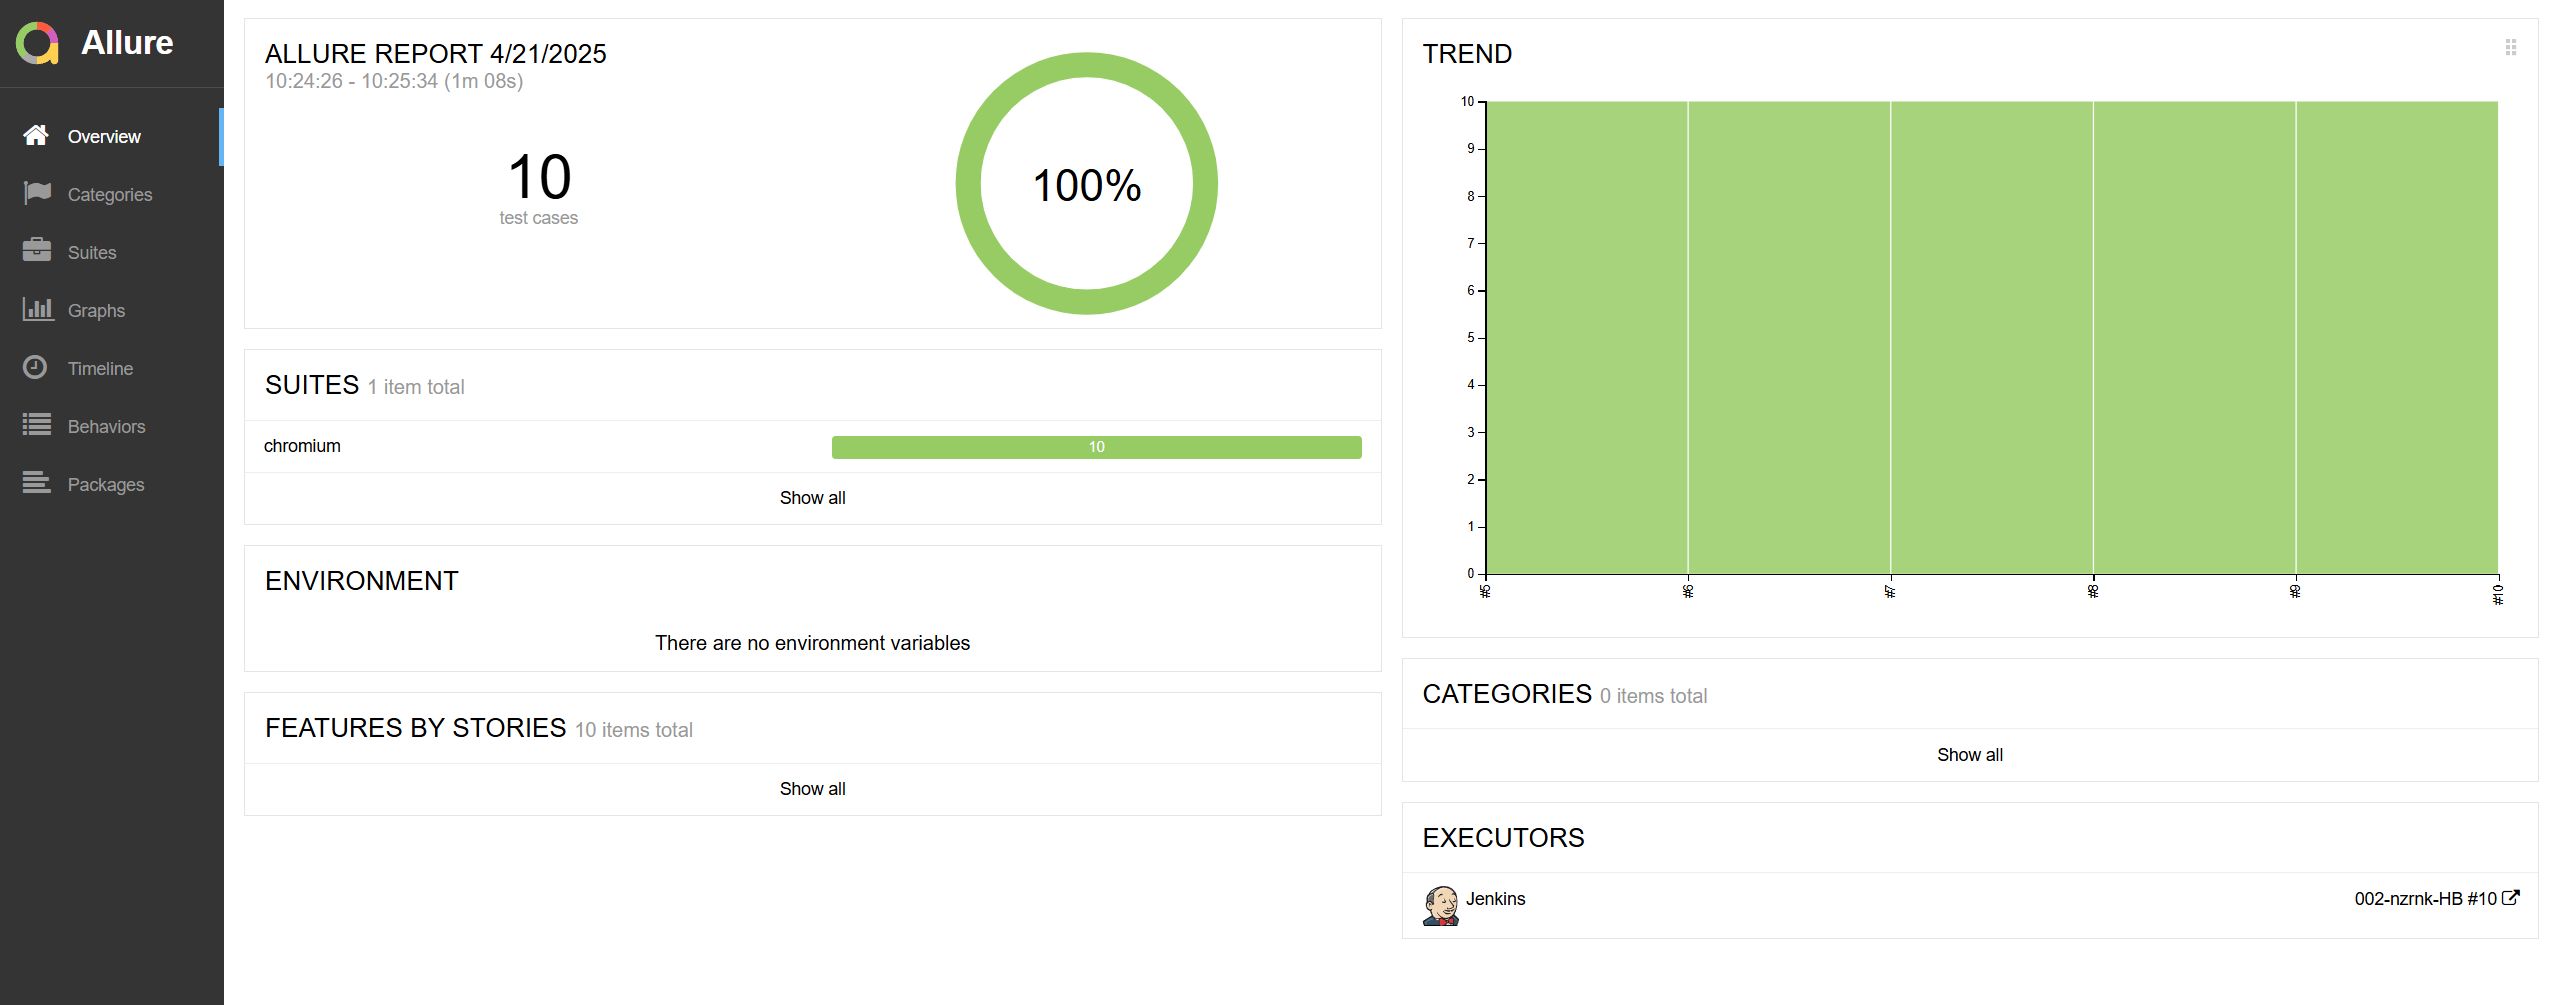 Allure
Overview
Categories
Suites
Graphs
Timeline
Behaviors
Packages
ALLURE REPORT 4/21/2025
10:24:26 - 10:25:34 (1m 08s)
10
test cases
100%
SUITES 1 item total
chromium 10
Show all
ENVIRONMENT
There are no environment variables
FEATURES BY STORIES 10 items total
Show all
TREND
10
9
8
7
6
5
4
3
2
1
0
#5 #6 #7 #8 #9 #10
CATEGORIES 0 items total
Show all
EXECUTORS
Jenkins 002-nzrnk-HB #10